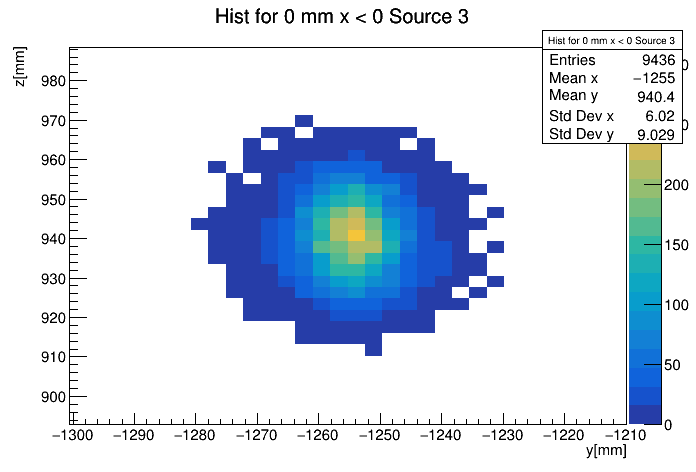 Hist for 0 mm x < 0 Source 3
z[mm]
Hist for 0 mm x < 0 Source 3
Entries 9436
Mean x −1255
Mean y 940.4
Std Dev x 6.02
Std Dev y 9.029
980
970
960
950
940
930
920
910
900
200
150
100
50
0
−1300 −1290 −1280 −1270 −1260 −1250 −1240 −1230 −1220 −1210
y[mm]